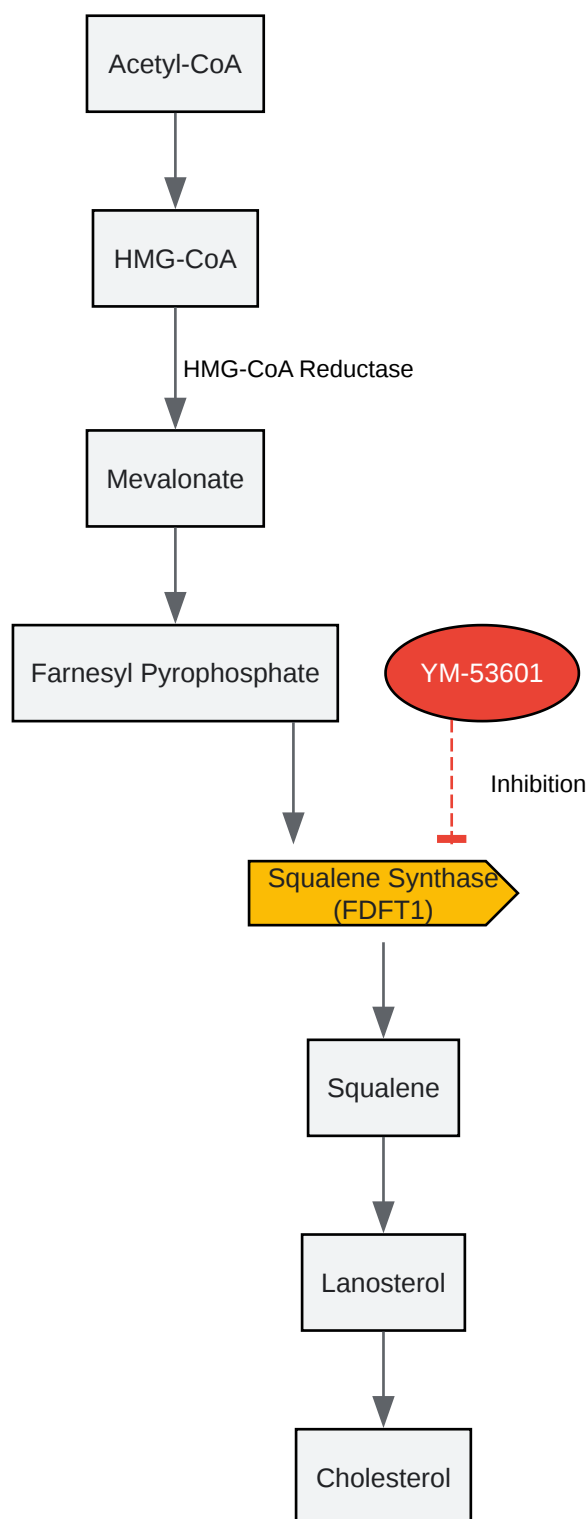 Acetyl-CoA
HMG-CoA
HMG-CoA Reductase
Mevalonate
Farnesyl Pyrophosphate
YM-53601
Inhibition
Squalene Synthase
(FDFT1)
Squalene
Lanosterol
Cholesterol